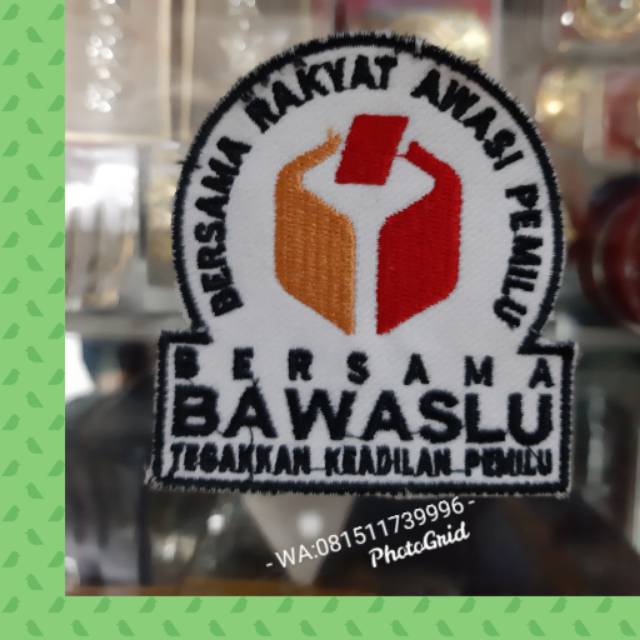 BERSAMA RAKYAT AWASI PEMILU
BERSAMA
BAWASLU
TEGAKKAN KEADILAN PEMILU
- WA:081511739996 -
PhotoGrid